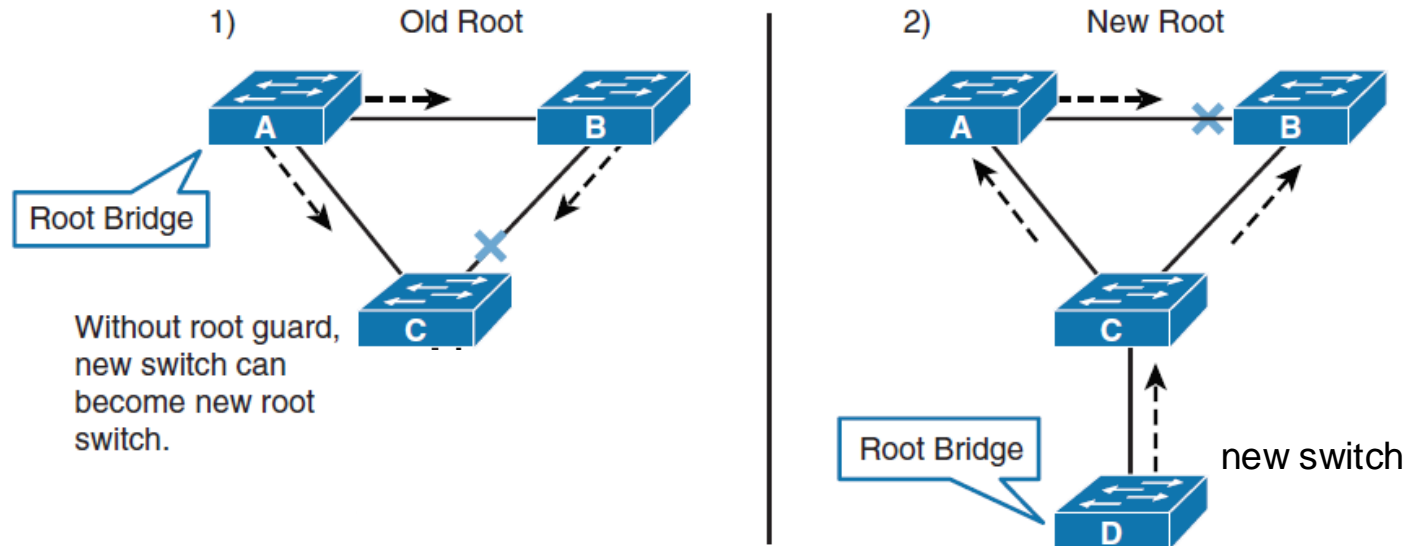 1) Old Root
A
B
Root Bridge
C
Without root guard,
new switch can
become new root
switch.
2) New Root
A
B
C
Root Bridge
new switch
D